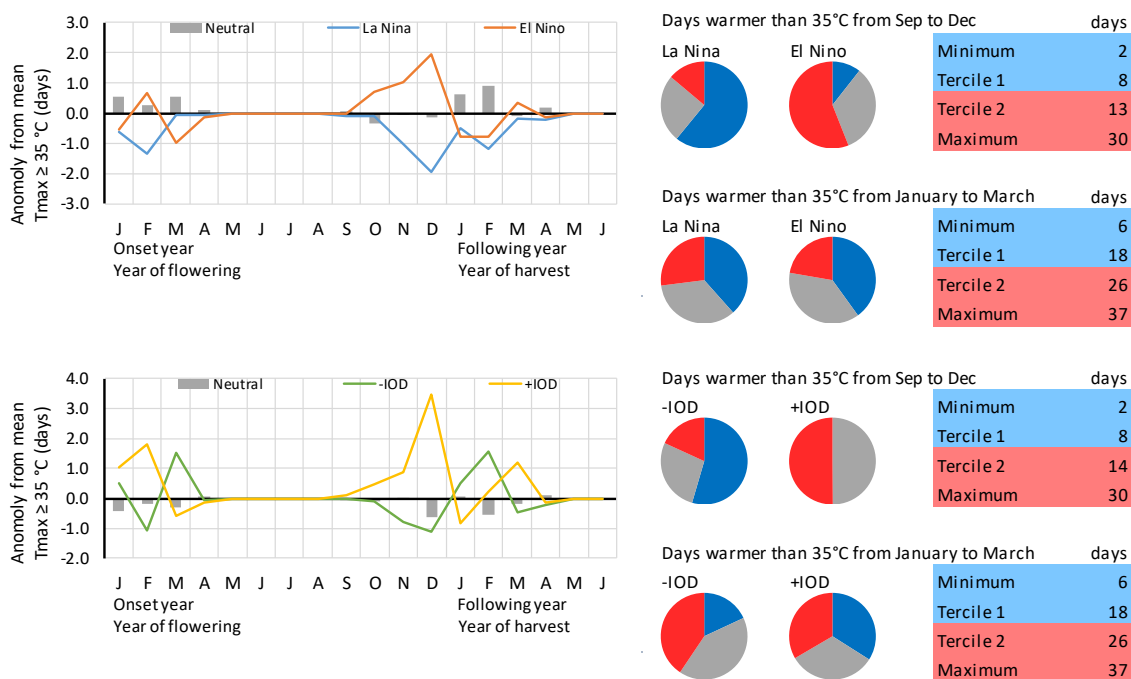 3.0
2.0
1.0
0.0
-1.0
-2.0
-3.0
Anomoly from mean
Tmax ≥ 35 °C (days)
Neutral La Nina El Nino
J F M A M J J A S O N D J F M A M J
Onset year Following year
Year of flowering Year of harvest
Days warmer than 35°C from Sep to Dec days
La Nina El Nino
Minimum 2
Tercile 1 8
Tercile 2 13
Maximum 30
Days warmer than 35°C from January to March days
La Nina El Nino
Minimum 6
Tercile 1 18
Tercile 2 26
Maximum 37
4.0
3.0
2.0
1.0
0.0
-1.0
-2.0
Anomoly from mean
Tmax ≥ 35 °C (days)
Neutral -IOD +IOD
J F M A M J J A S O N D J F M A M J
Onset year Following year
Year of flowering Year of harvest
Days warmer than 35°C from Sep to Dec days
-IOD +IOD
Minimum 2
Tercile 1 8
Tercile 2 14
Maximum 30
Days warmer than 35°C from January to March days
-IOD +IOD
Minimum 6
Tercile 1 18
Tercile 2 26
Maximum 37